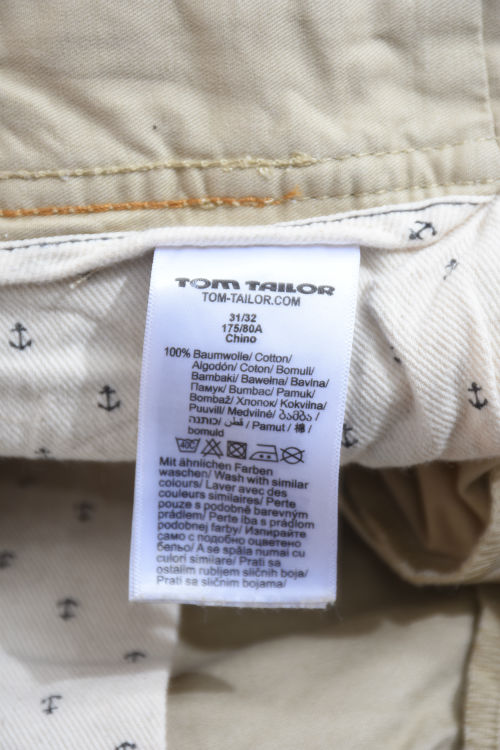 TOM TAILOR
TOM-TAILOR.COM
31/32
175/80A
Chino
100% Baumwolle/ Cotton/
Algodón/ Coton/ Bomull/
Bambaki/ Bawełna/ Bavlna/
Памук/ Bumbac/ Pamuk/
Bombaž/ Хлопок/ Kokvilna/
Puuvill/ Medvilnė/ ბამბა /
كُتنה / قطن / Pamut / 棉 /
bomuld
40C
Mit ähnlichen Farben
waschen/ Wash with similar
colours/ Laver avec des
couleurs similaires/ Perte
pouze s podobně barevným
prádlem/ Perte iba s prádlom
podobnej farby/ Изпирайте
само с подобно оцветено
бельо/ A se spăla numai cu
culori similare/ Prati sa
ostalim rubljem sličnih boja/
Prati sa sličnim bojama/